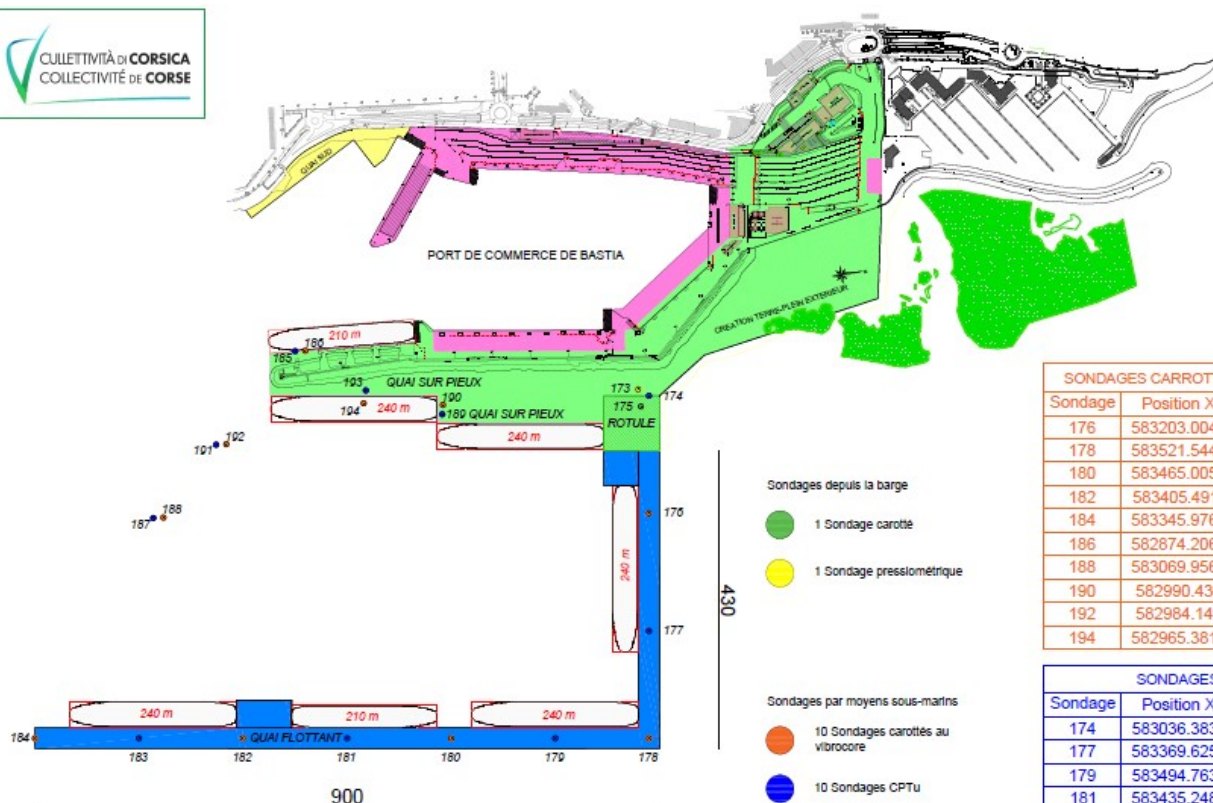 CULLETTIVITÀ DI CORSICA
COLLECTIVITÉ DE CORSE
QUAI SUD
PORT DE COMMERCE DE BASTIA
CREATION TERRE-PLEIN EXTERIEUR
H
210 m
185
186
193
QUAI SUR PIEUX
194
240 m
190
189 QUAI SUR PIEUX
240 m
173
174
175
ROTULE
191
192
187
188
176
240 m
177
430
240 m
210 m
240 m
184
QUAI FLOTTANT
183
182
181
180
179
178
900
Sondages depuis la barge
1 Sondage carotté
1 Sondage pressiométrique
Sondages par moyens sous-marins
10 Sondages carottés au
vibrocore
10 Sondages CPTu
SONDAGES CARROT
Sondage Position X
176 583203.004
178 583521.544
180 583465.005
182 583405.491
184 583345.976
186 582874.206
188 583069.956
190 582990.43
192 582984.14
194 582965.381
SONDAGES
Sondage Position X
174 583036.383
177 583369.625
179 583494.763
181 583435.248